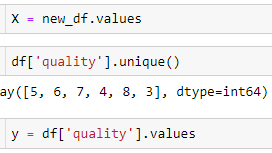 X = new_df.values
df['quality'].unique()
ay([5, 6, 7, 4, 8, 3], dtype=int64)
y = df['quality'].values